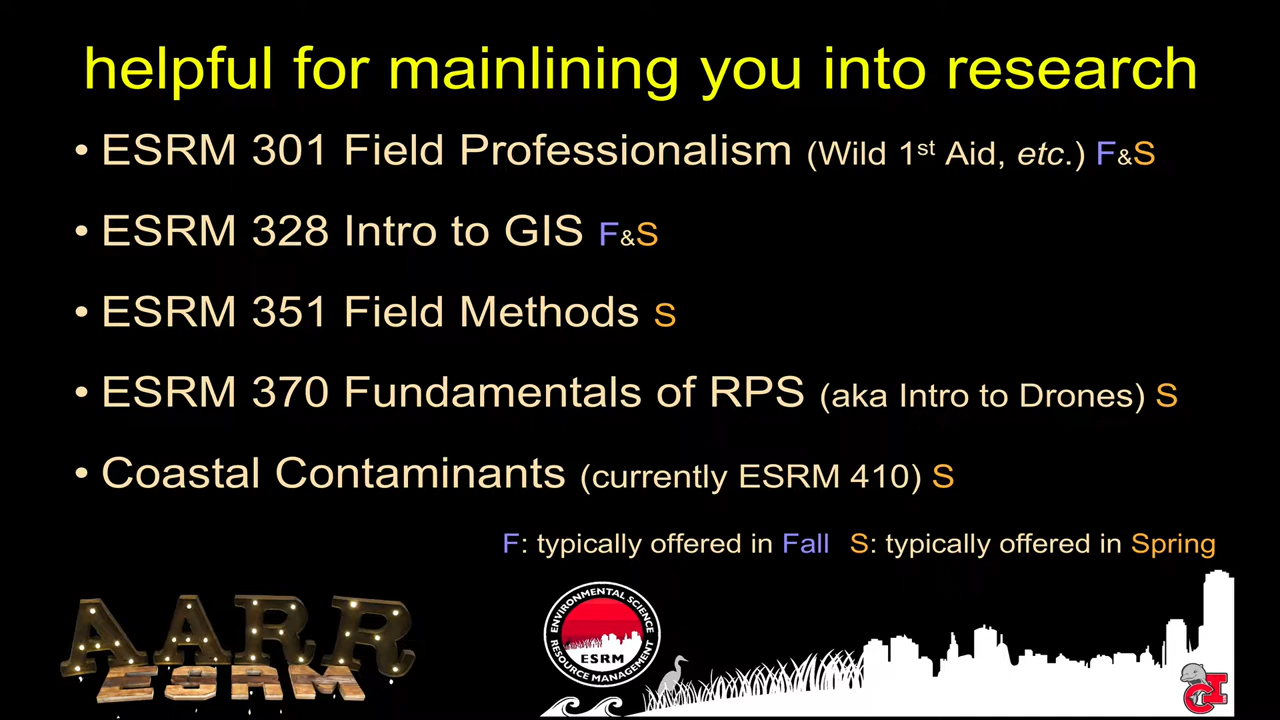 helpful for mainlining you into research
• ESRM 301 Field Professionalism (Wild 1st Aid, etc.) F&S
• ESRM 328 Intro to GIS F&S
• ESRM 351 Field Methods S
• ESRM 370 Fundamentals of RPS (aka Intro to Drones) S
• Coastal Contaminants (currently ESRM 410) S
F: typically offered in Fall S: typically offered in Spring
AARR
ESRM
ENVIRONMENTAL SCIENCE
ESRM
RESOURCE MANAGEMENT
CI